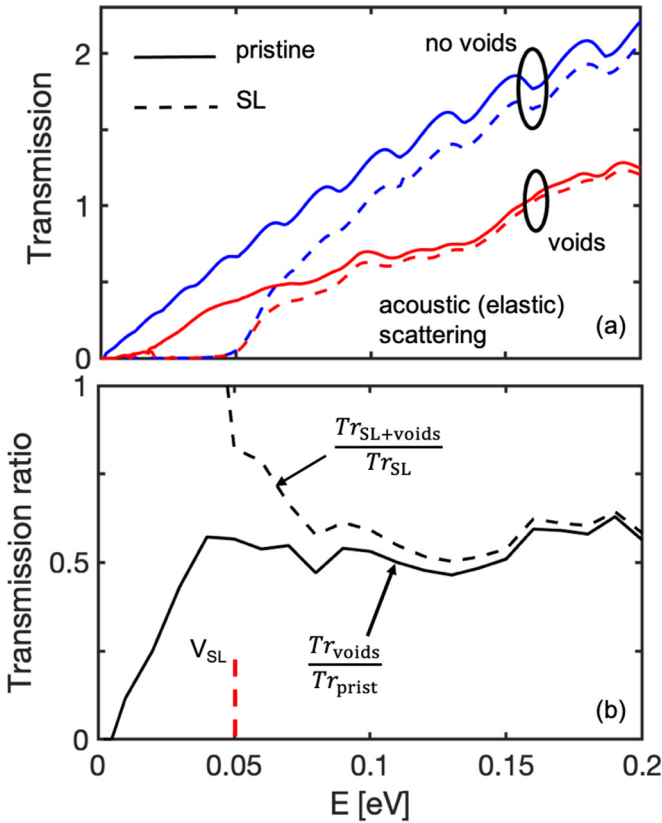 2
1
0
Transmission
pristine
SL
no voids
voids
acoustic (elastic)
scattering
(a)
1
0.5
0
Transmission ratio
Tr_SL+voids
Tr_SL
V_SL
Tr_voids
Tr_prist
(b)
0 0.05 0.1 0.15 0.2
E [eV]